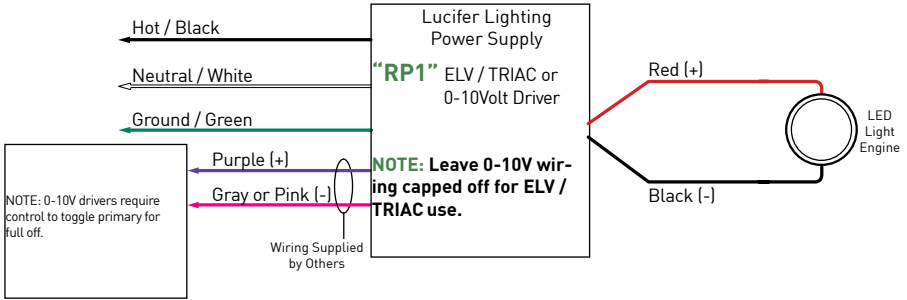 Hot / Black
Neutral / White
Ground / Green
Purple (+)
Gray or Pink (-)
Wiring Supplied
by Others
NOTE: 0-10V drivers require
control to toggle primary for
full off.
Lucifer Lighting
Power Supply
“RP1” ELV / TRIAC or
0-10Volt Driver
NOTE: Leave 0-10V wir-
ing capped off for ELV /
TRIAC use.
Red (+)
Black (-)
LED
Light
Engine